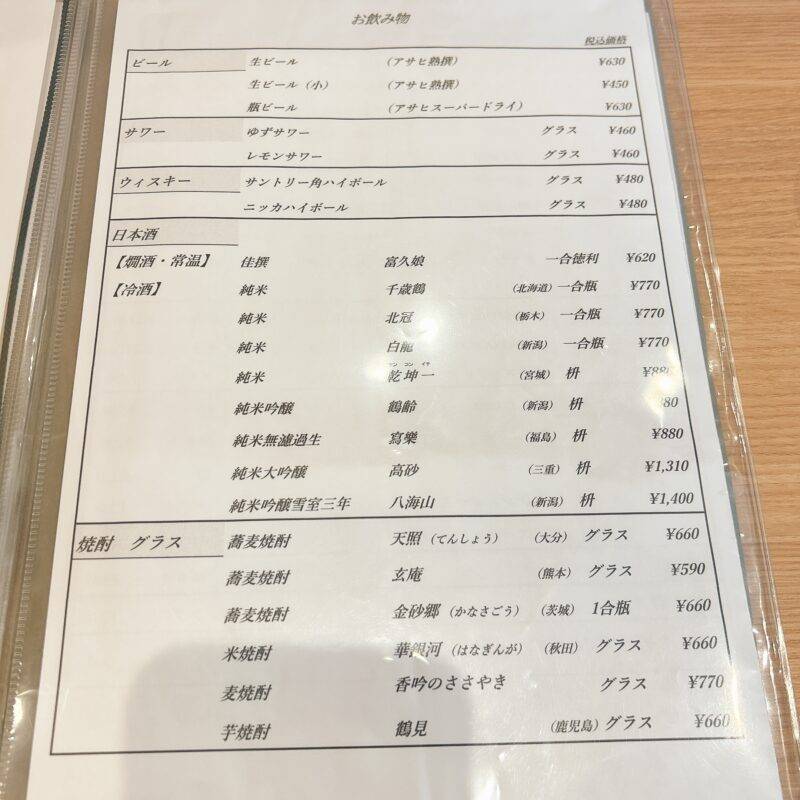 お飲み物
税込価格
ビール 生ビール （アサヒ熟撰） ¥630
生ビール（小） （アサヒ熟撰） ¥450
瓶ビール （アサヒスーパードライ） ¥630
サワー ゆずサワー グラス ¥460
レモンサワー グラス ¥460
ウィスキー サントリー角ハイボール グラス ¥480
ニッカハイボール グラス ¥480
日本酒
【燗酒・常温】 佳撰 富久娘 一合徳利 ¥620
【冷酒】 純米 千歳鶴 （北海道）一合瓶 ¥770
純米 北冠 （栃木） 一合瓶 ¥770
純米 白龍 （新潟） 一合瓶 ¥770
純米 乾坤一 （宮城） 枡
純米吟醸 鶴齢 （新潟） 枡
純米無濾過生 寫樂 （福島） 枡 ¥880
純米大吟醸 高砂 （三重） 枡 ¥1,310
純米吟醸雪室三年 八海山 （新潟） 枡 ¥1,400
焼酎 グラス 蕎麦焼酎 天照（てんしょう） （大分） グラス ¥660
蕎麦焼酎 玄庵 （熊本） グラス ¥590
蕎麦焼酎 金砂郷（かなさごう） （茨城） 1合瓶 ¥660
米焼酎 華銀河（はなぎんが） （秋田） グラス ¥660
麦焼酎 香吟のささやき グラス ¥770
芋焼酎 鶴見 （鹿児島）グラス ¥660